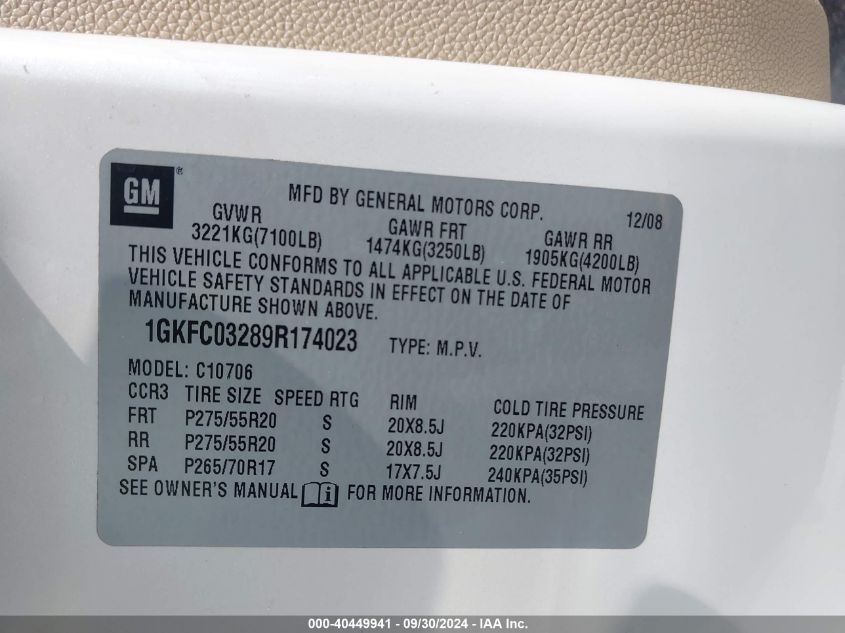 GM ®
MFD BY GENERAL MOTORS CORP. 12/08
GVWR GAWR FRT GAWR RR
3221KG(7100LB) 1474KG(3250LB) 1905KG(4200LB)
THIS VEHICLE CONFORMS TO ALL APPLICABLE U.S. FEDERAL MOTOR
VEHICLE SAFETY STANDARDS IN EFFECT ON THE DATE OF
MANUFACTURE SHOWN ABOVE.
1GKFC03289R174023 TYPE: M.P.V.
MODEL: C10706
CCR3 TIRE SIZE SPEED RTG RIM COLD TIRE PRESSURE
FRT P275/55R20 S 20X8.5J 220KPA(32PSI)
RR P275/55R20 S 20X8.5J 220KPA(32PSI)
SPA P265/70R17 S 17X7.5J 240KPA(35PSI)
SEE OWNER'S MANUAL i FOR MORE INFORMATION.
000-40449941 - 09/30/2024 - IAA Inc.